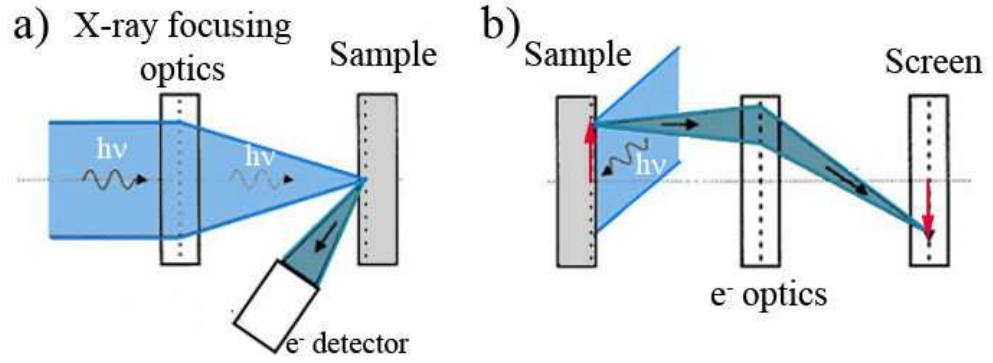 a) X-ray focusing
optics
Sample
hν
hν
e⁻ detector
b)
Sample
Screen
hν
e⁻ optics